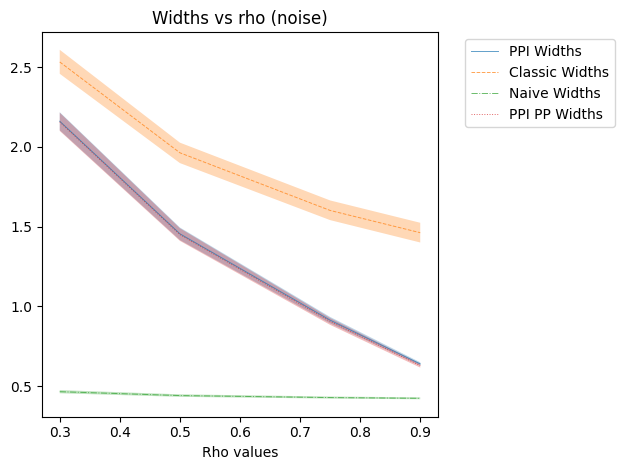 Widths vs rho (noise)
PPI Widths
Classic Widths
Naive Widths
PPI PP Widths
2.5
2.0
1.5
1.0
0.5
0.3 0.4 0.5 0.6 0.7 0.8 0.9
Rho values